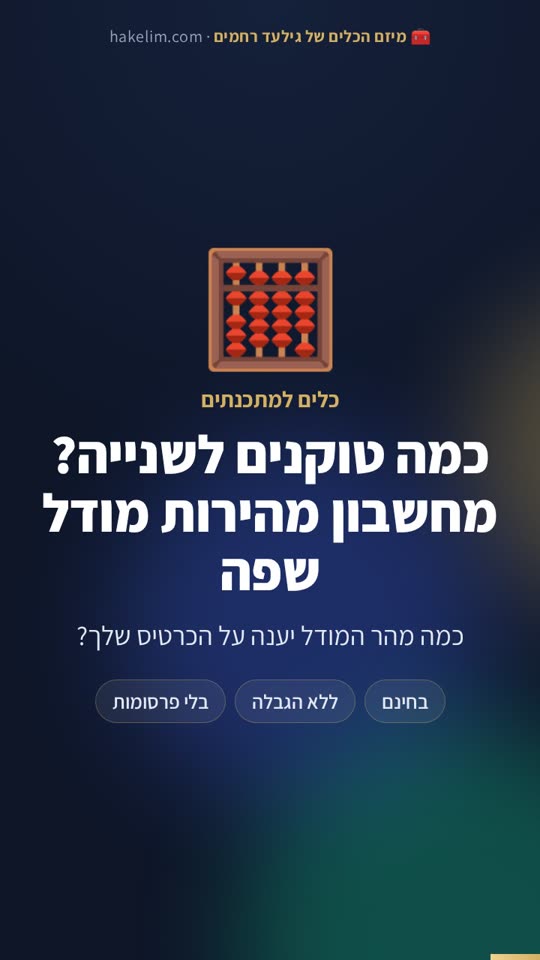 🧰 מיזם הכלים של גילעד רחמים · hakelim.com
כלים למתכנתים
כמה טוקנים לשנייה?
מחשבון מהירות מודל
שפה
כמה מהר המודל יענה על הכרטיס שלך?
בחינם
ללא הגבלה
בלי פרסומות